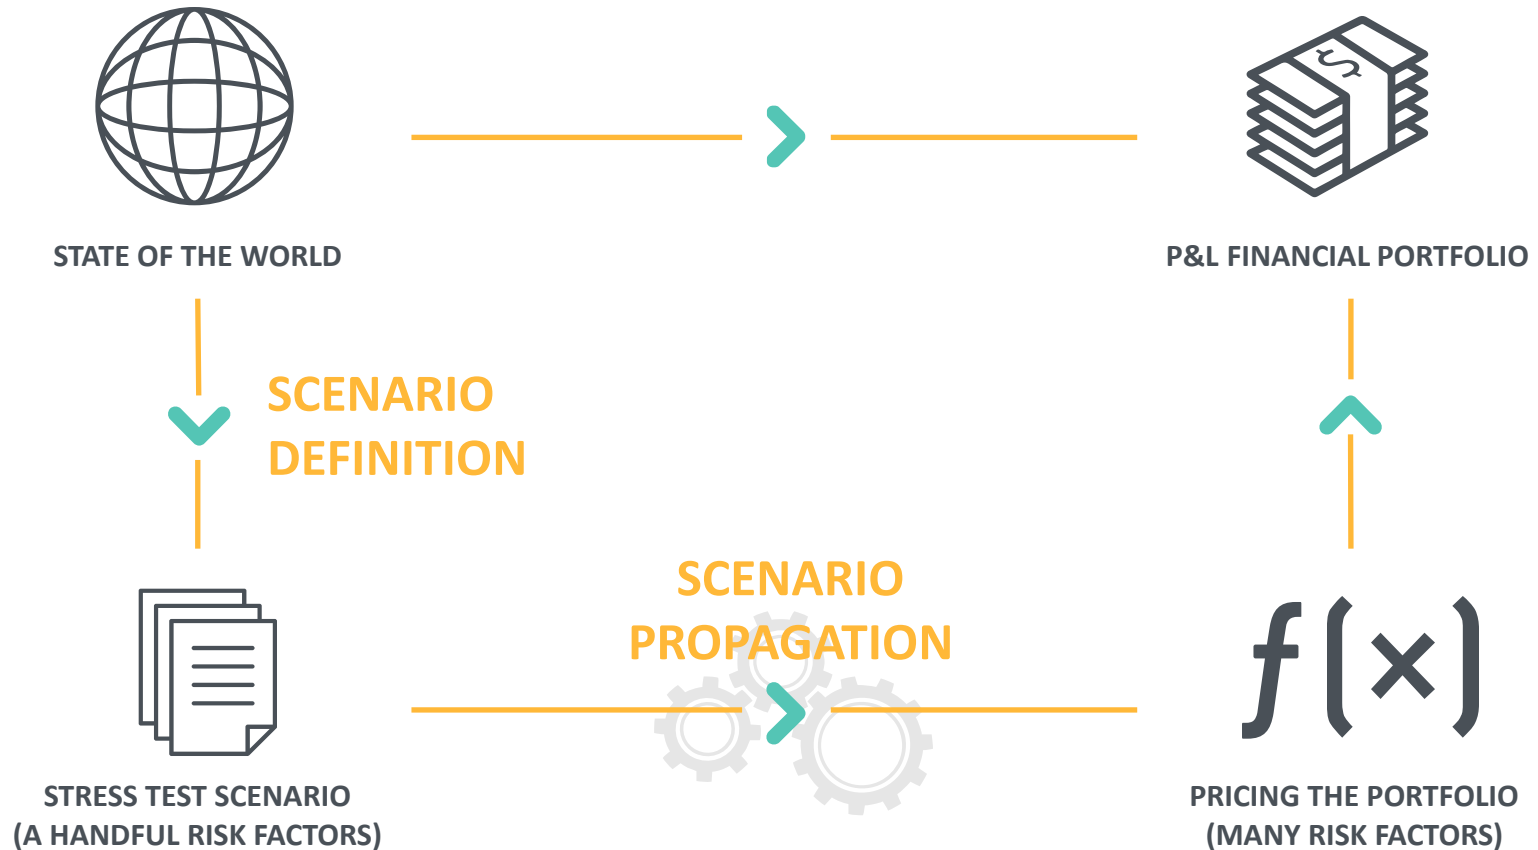 STATE OF THE WORLD
P&L FINANCIAL PORTFOLIO
SCENARIO
DEFINITION
SCENARIO
PROPAGATION
f(x)
STRESS TEST SCENARIO
(A HANDFUL RISK FACTORS)
PRICING THE PORTFOLIO
(MANY RISK FACTORS)
$